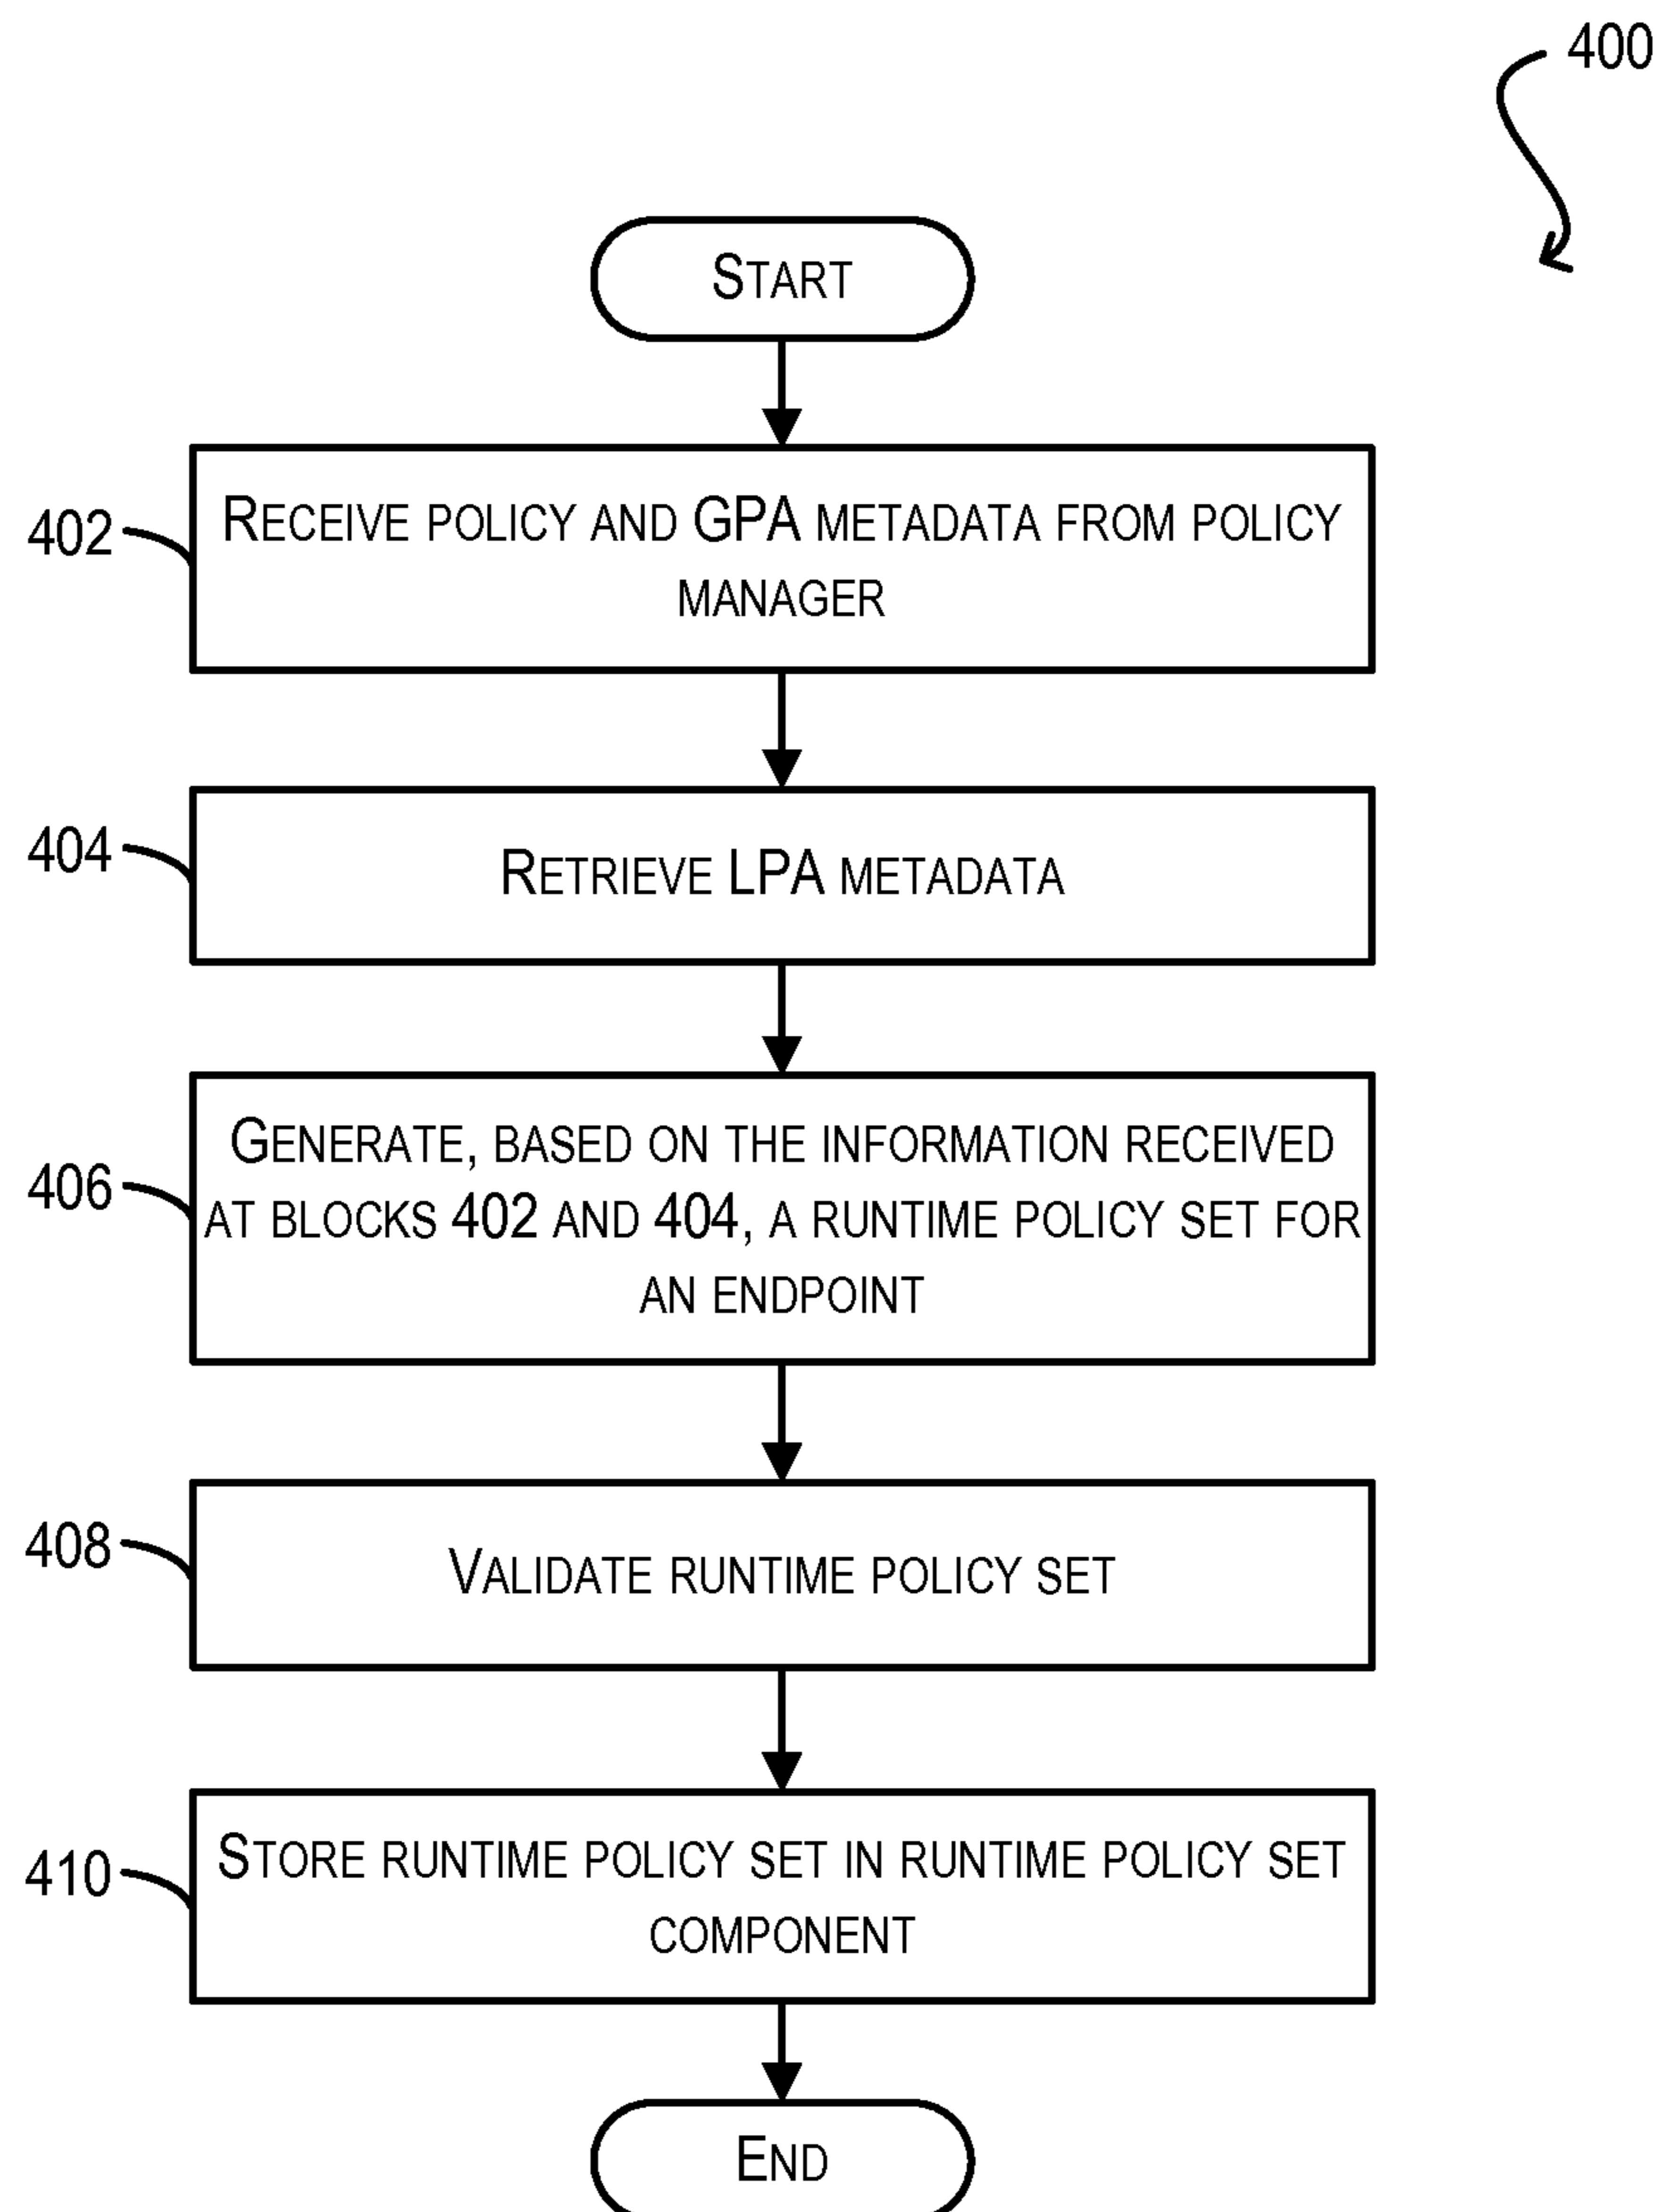 400
START
402
RECEIVE POLICY AND GPA METADATA FROM POLICY
MANAGER
404
RETRIEVE LPA METADATA
GENERATE, BASED ON THE INFORMATION RECEIVED
406
AT BLOCKS 402 AND 404, A RUNTIME POLICY SET FOR
AN ENDPOINT
408
VALIDATE RUNTIME POLICY SET
410
STORE RUNTIME POLICY SET IN RUNTIME POLICY SET
COMPONENT
END